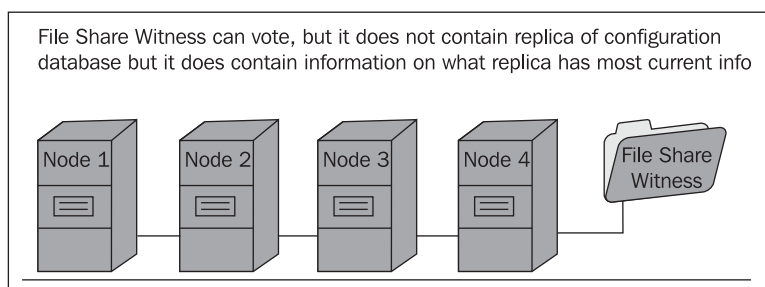 File Share Witness can vote, but it does not contain replica of configuration
database but it does contain information on what replica has most current info
Node 1
Node 2
Node 3
Node 4
File Share
Witness